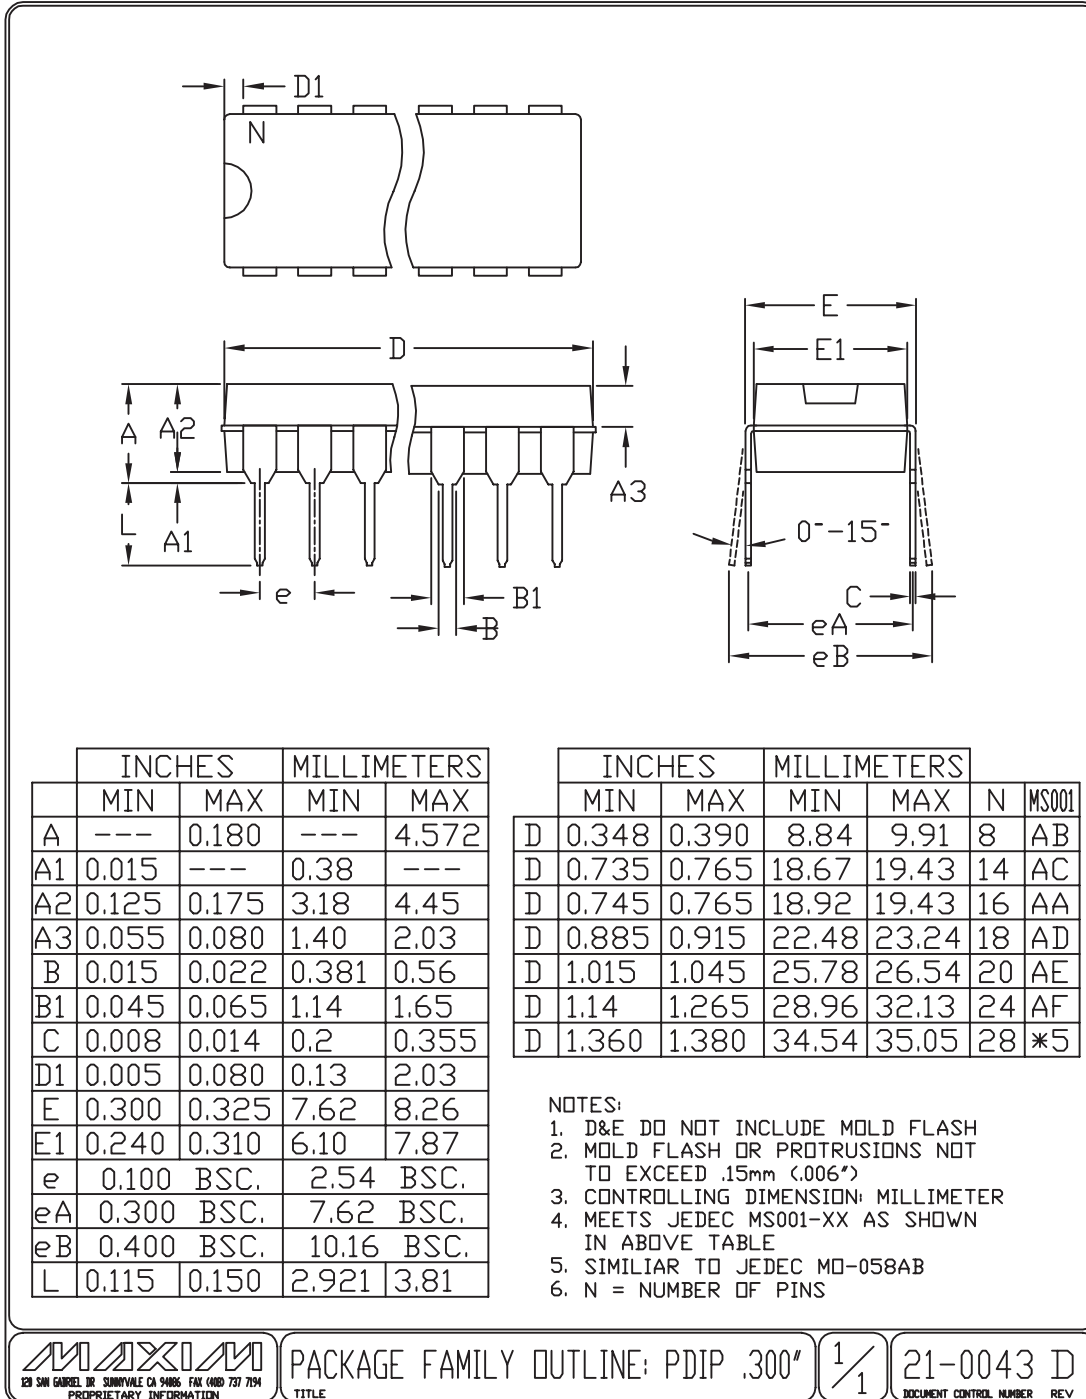 D1
N
E
E1
D
A
A2
A3
L
A1
0°-15°
e
B1
B
C
eA
eB
INCHES MILLIMETERS
MIN MAX MIN MAX
A --- 0.180 --- 4.572
A1 0.015 --- 0.38 ---
A2 0.125 0.175 3.18 4.45
A3 0.055 0.080 1.40 2.03
B 0.015 0.022 0.381 0.56
B1 0.045 0.065 1.14 1.65
C 0.008 0.014 0.2 0.355
D1 0.005 0.080 0.13 2.03
E 0.300 0.325 7.62 8.26
E1 0.240 0.310 6.10 7.87
e 0.100 BSC. 2.54 BSC.
eA 0.300 BSC. 7.62 BSC.
eB 0.400 BSC. 10.16 BSC.
L 0.115 0.150 2.921 3.81
INCHES MILLIMETERS
MIN MAX MIN MAX N MS001
D 0.348 0.390 8.84 9.91 8 AB
D 0.735 0.765 18.67 19.43 14 AC
D 0.745 0.765 18.92 19.43 16 AA
D 0.885 0.915 22.48 23.24 18 AD
D 1.015 1.045 25.78 26.54 20 AE
D 1.14 1.265 28.96 32.13 24 AF
D 1.360 1.380 34.54 35.05 28 *5
NOTES:
1. D&E DO NOT INCLUDE MOLD FLASH
2. MOLD FLASH OR PROTRUSIONS NOT
TO EXCEED .15mm (.006")
3. CONTROLLING DIMENSION: MILLIMETER
4. MEETS JEDEC MS001-XX AS SHOWN
IN ABOVE TABLE
5. SIMILIAR TO JEDEC MO-058AB
6. N = NUMBER OF PINS
MAXIM
120 SAN GABRIEL DR SUNNYVALE CA 94086 FAX (408) 737 7194
PROPRIETARY INFORMATION
PACKAGE FAMILY OUTLINE: PDIP .300"
TITLE
1/1
21-0043 D
DOCUMENT CONTROL NUMBER REV